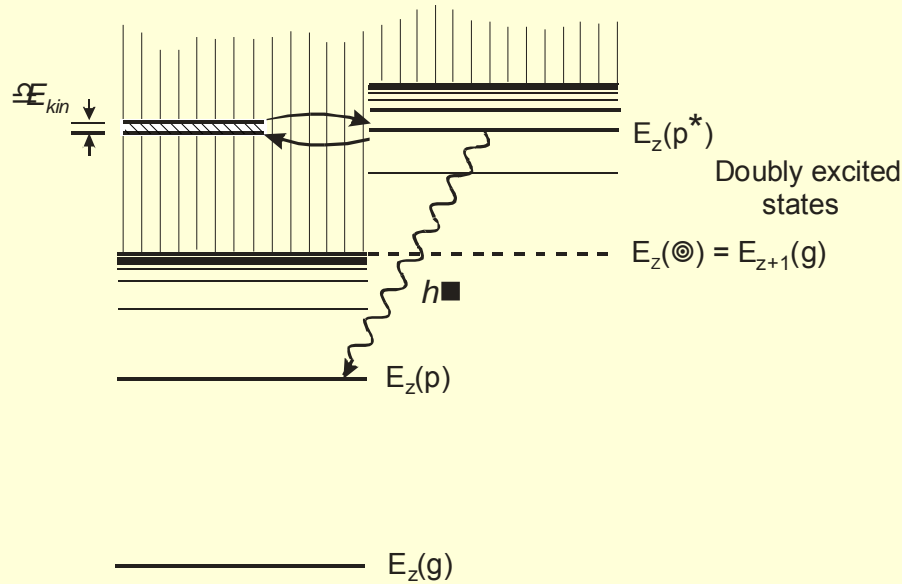 ≏E_kin
E_z(p*)
Doubly excited
states
E_z(⊚) = E_z+1(g)
h■
E_z(p)
E_z(g)